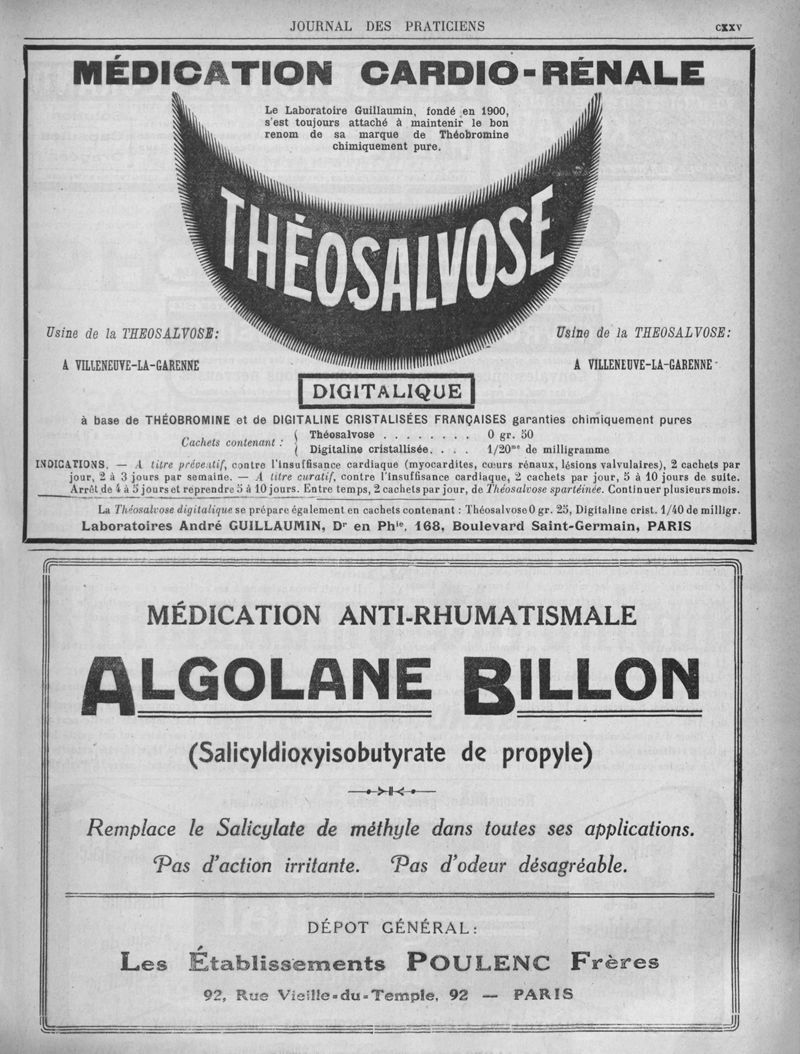 JOURNAL DES PRATICIENS
CXXV
MÉDICATION CARDIO-RÉNALE
Le Laboratoire Guillaumin, fondé en 1900,
s'est toujours attaché à maintenir le bon
renom de sa marque de Théobromine
chimiquement pure.
THÉOSALVOSE
Usine de la THEOSALVOSE:
A VILLENEUVE-LA-GARENNE
Usine de la THEOSALVOSE:
A VILLENEUVE-LA-GARENNE
DIGITALIQUE
à base de THÉOBROMINE et de DIGITALINE CRISTALISÉES FRANÇAISES garanties chimiquement pures
Cachets contenant : { Théosalvose . . . . . . . . 0 gr. 50
Digitaline cristallisée. . . . 1/20me de milligramme
INDICATIONS. — A titre préventif, contre l'insuffisance cardiaque (myocardites, cœurs rénaux, lésions valvulaires), 2 cachets par
jour, 2 à 3 jours par semaine. — A titre curatif, contre l'insuffisance cardiaque, 2 cachets par jour, 5 à 10 jours de suite.
Arrêt de 4 à 5 jours et reprendre 5 à 10 jours. Entre temps, 2 cachets par jour, de Théosalvose spartéinée. Continuer plusieurs mois.
La Théosalvose digitalique se prépare également en cachets contenant : Théosalvose 0 gr. 25, Digitaline crist. 1/40 de milligr.
Laboratoires André GUILLAUMIN, Dr en Phie, 168, Boulevard Saint-Germain, PARIS
MÉDICATION ANTI-RHUMATISMALE
ALGOLANE BILLON
(Salicyldioxyisobutyrate de propyle)
Remplace le Salicylate de méthyle dans toutes ses applications.
Pas d'action irritante. Pas d'odeur désagréable.
DÉPOT GÉNÉRAL:
Les Établissements POULENC Frères
92, Rue Vieille-du-Temple, 92 — PARIS